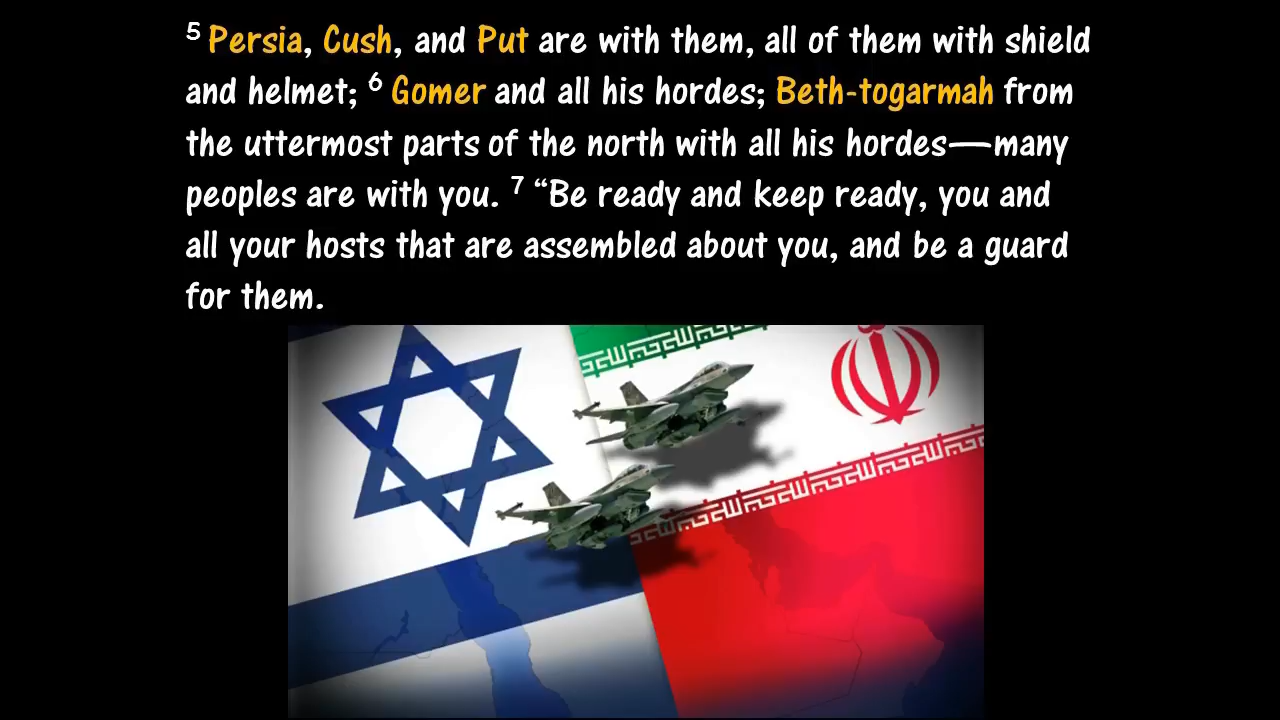 ⁵ Persia, Cush, and Put are with them, all of them with shield
and helmet; ⁶ Gomer and all his hordes; Beth-togarmah from
the uttermost parts of the north with all his hordes—many
peoples are with you. ⁷ “Be ready and keep ready, you and
all your hosts that are assembled about you, and be a guard
for them.